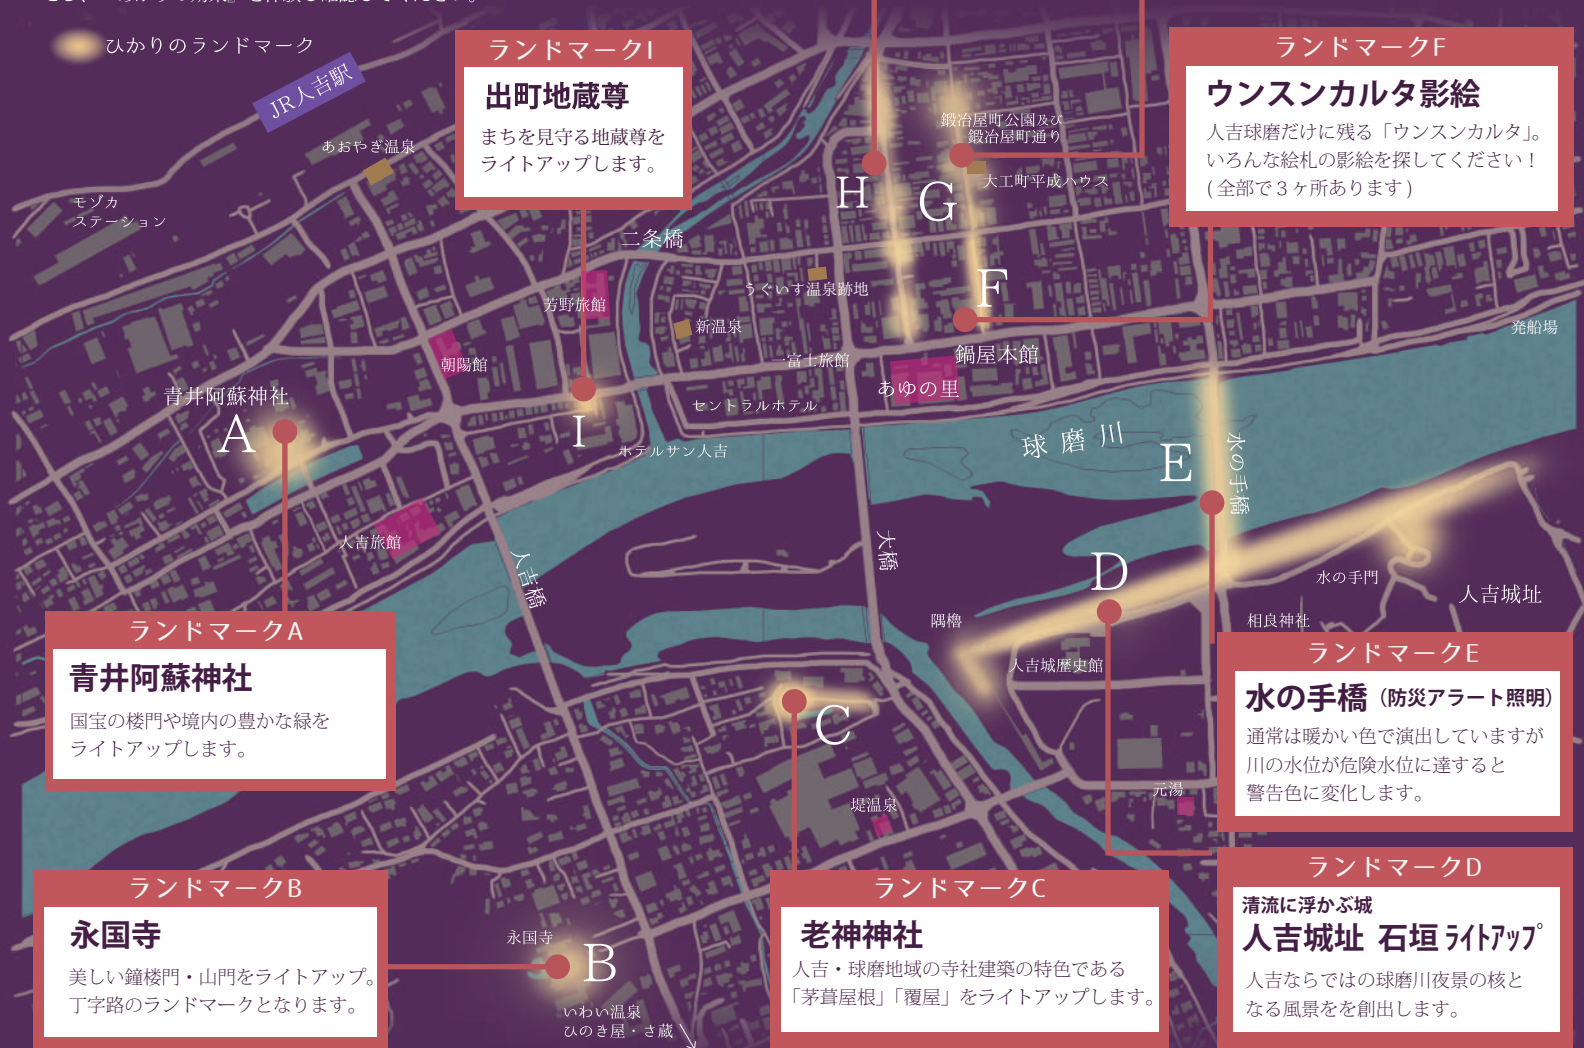 ひかりのランドマーク
JR人吉駅
あおやぎ温泉
モゾカ
ステーション
ランドマークI
出町地蔵尊
まちを見守る地蔵尊を
ライトアップします。
二条橋
芳野旅館
朝陽館
新温泉
うぐいす温泉跡地
一富士旅館
セントラルホテル
ホテルサン人吉
I
H
G
F
鍛冶屋町公園及び
鍛冶屋町通り
大工町平成ハウス
鍋屋本館
あゆの里
ランドマークF
ウンスンカルタ影絵
人吉球磨だけに残る「ウンスンカルタ」。
いろんな絵札の影絵を探してください！
(全部で３ヶ所あります)
発船場
青井阿蘇神社
A
人吉旅館
人吉橋
大橋
球磨川
E
水の手橋
D
隅櫓
人吉城歴史館
水の手門
相良神社
人吉城址
ランドマークA
青井阿蘇神社
国宝の楼門や境内の豊かな緑を
ライトアップします。
C
堤温泉
元湯
ランドマークE
水の手橋（防災アラート照明）
通常は暖かい色で演出していますが
川の水位が危険水位に達すると
警告色に変化します。
ランドマークB
永国寺
美しい鐘楼門・山門をライトアップ。
丁字路のランドマークとなります。
永国寺
B
いわい温泉
ひのき屋・さ蔵
ランドマークC
老神神社
人吉・球磨地域の寺社建築の特色である
「茅葺屋根」「覆屋」をライトアップします。
ランドマークD
清流に浮かぶ城
人吉城址 石垣 ﾗｲﾄｱｯﾌﾟ
人吉ならではの球磨川夜景の核と
なる風景をを創出します。